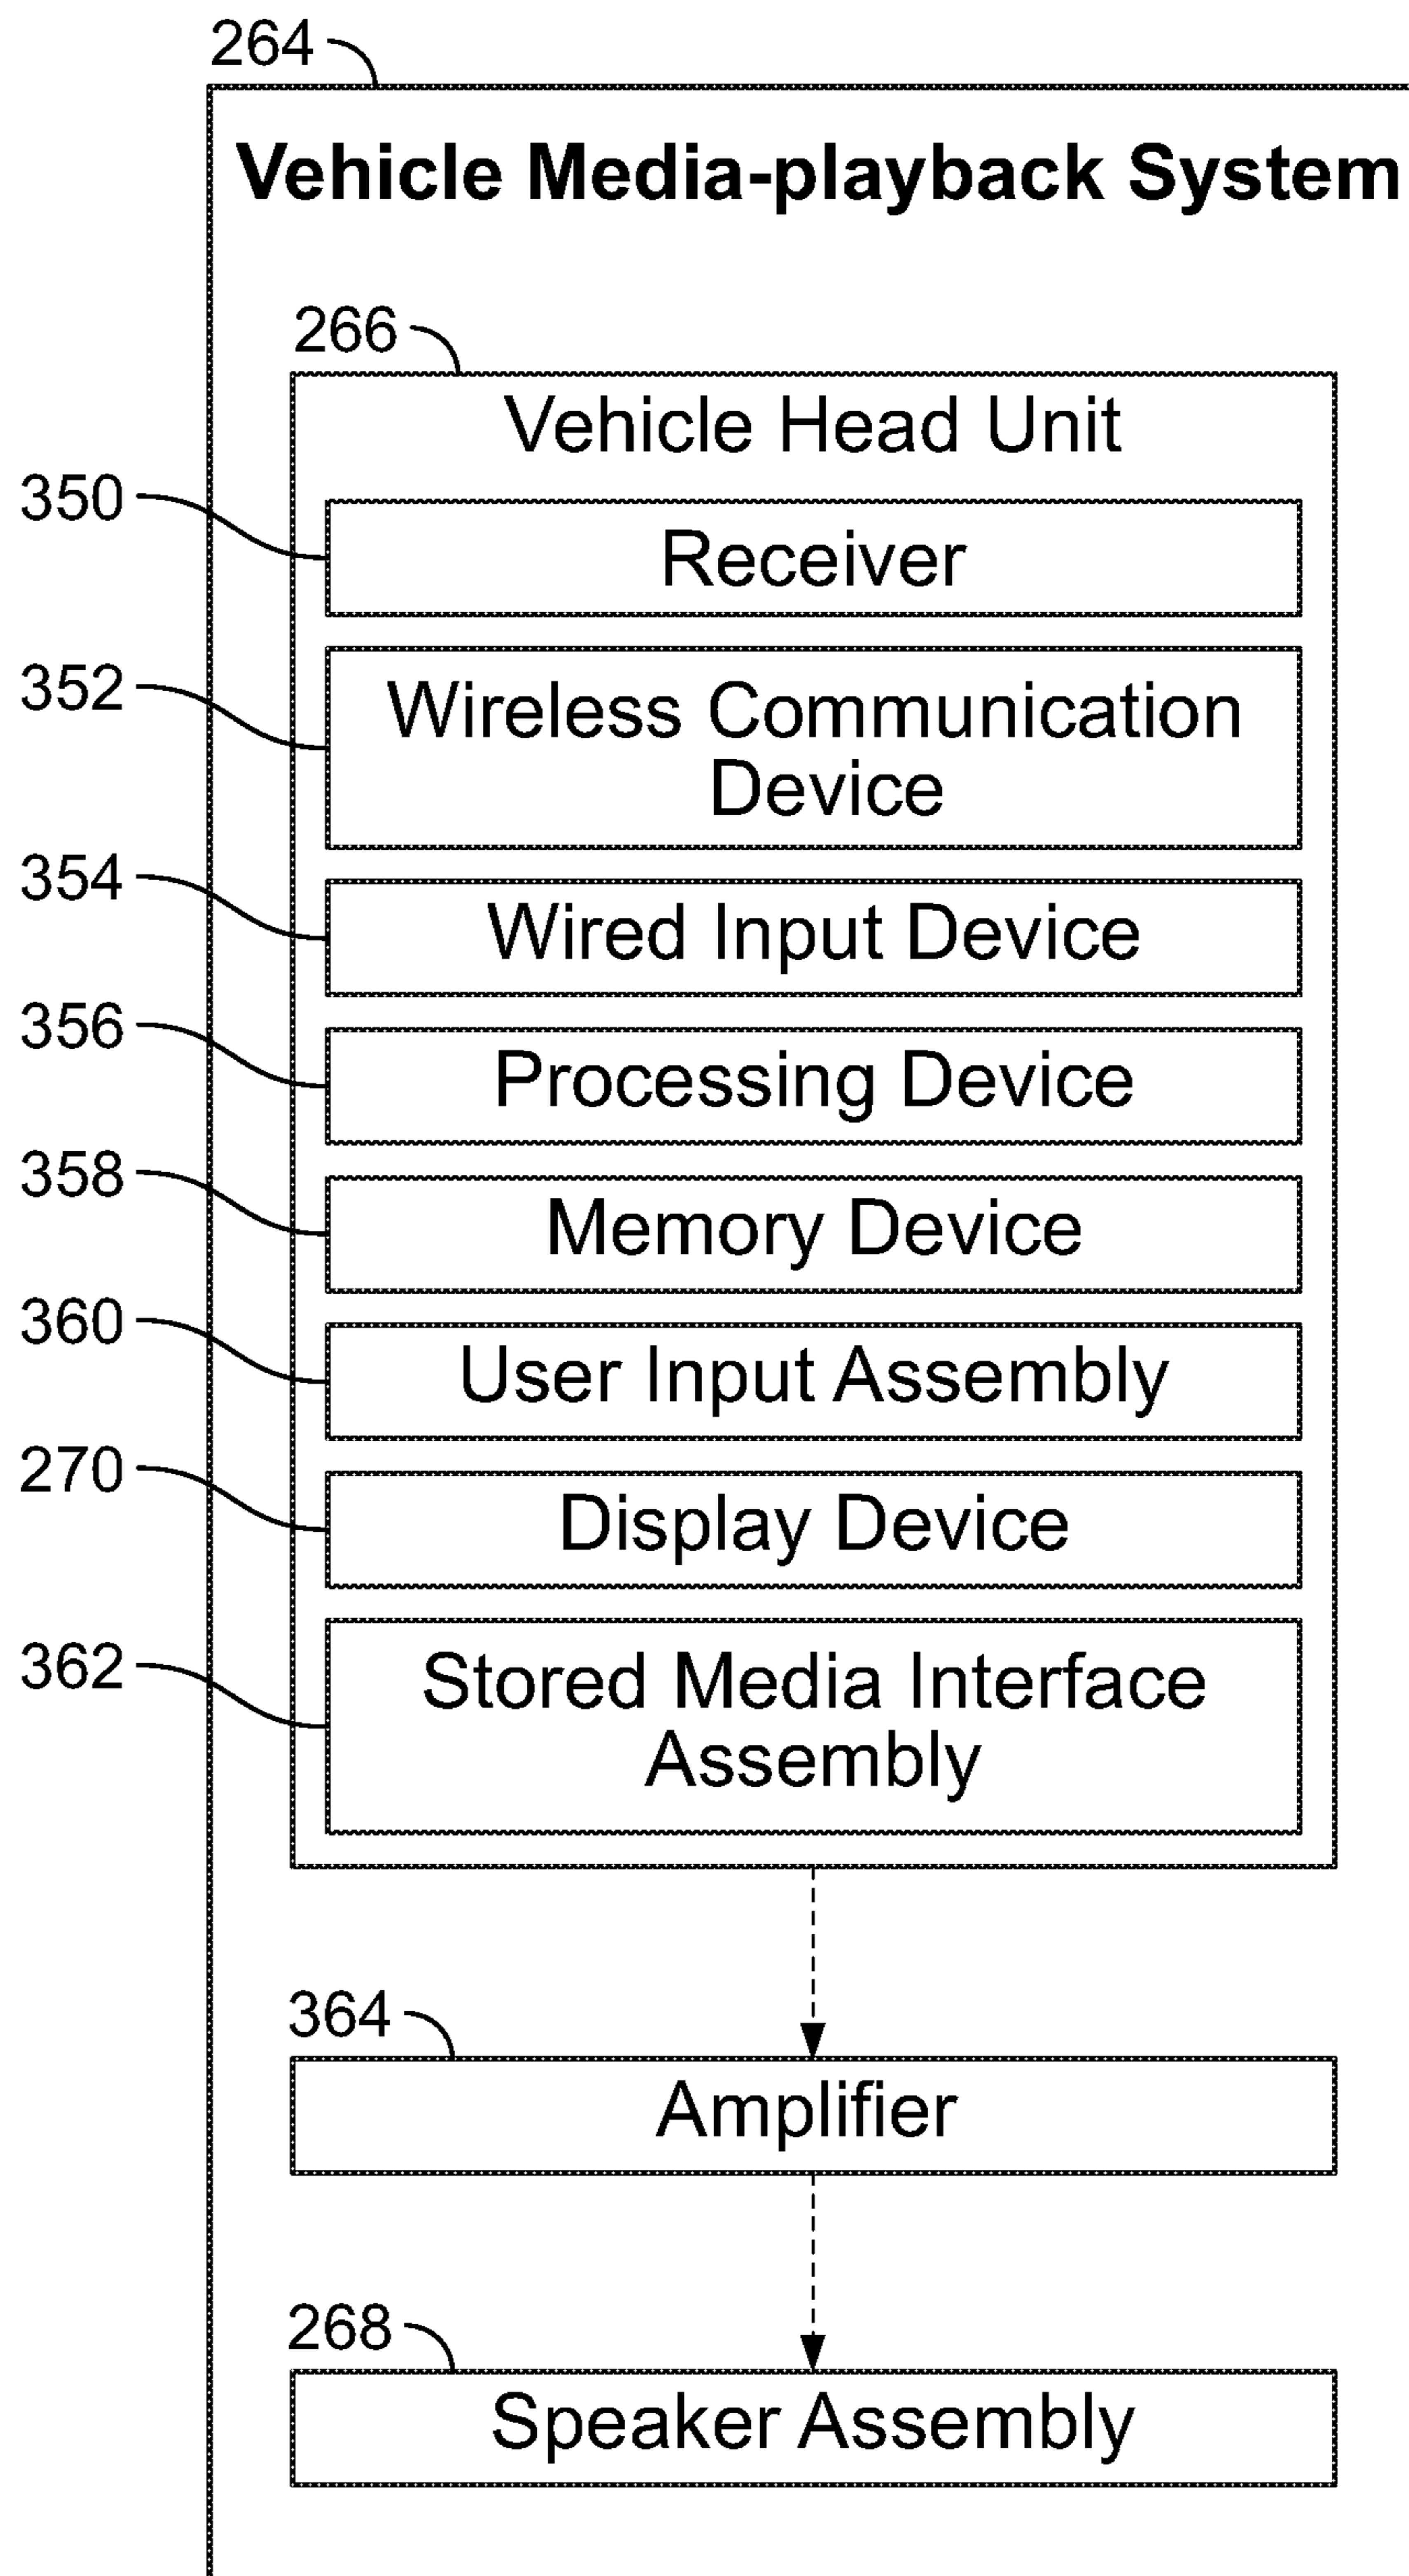 264
Vehicle Media-playback System
266
Vehicle Head Unit
350
Receiver
352
Wireless Communication
Device
354
Wired Input Device
356
Processing Device
358
Memory Device
360
User Input Assembly
270
Display Device
362
Stored Media Interface
Assembly
364
Amplifier
268
Speaker Assembly